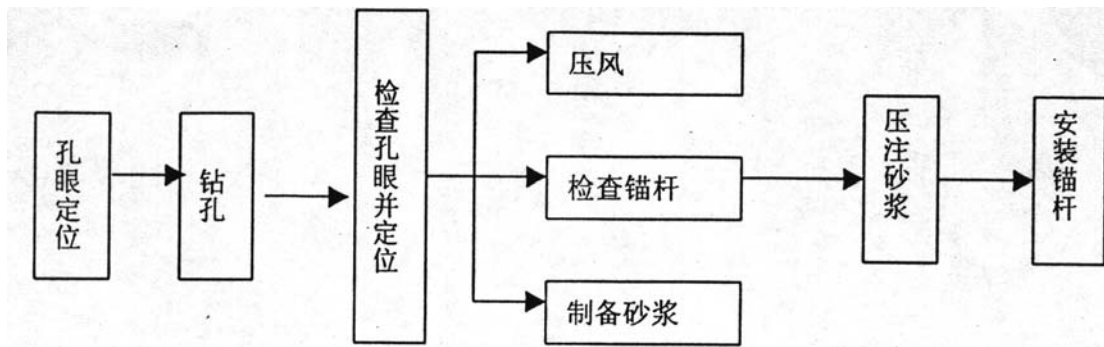 孔眼定位
钻孔
检查孔眼并定位
压风
检查锚杆
制备砂浆
压注砂浆
安装锚杆